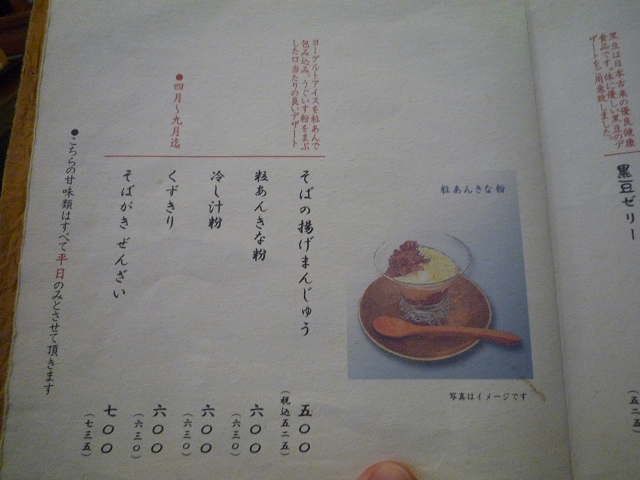 黒豆は日本古来の優良健康
食品です。体に優しい黒豆のデ
ザートをご用意致しました。
黒豆ゼリー
粒あんきな粉
写真はイメージです
ヨーグルトアイスを粒あんで
包み込み、うぐいす粉をまぶ
した口当たりの良いデザート
そばの揚げまんじゅう
五〇〇
(税込五二五)
粒あんきな粉
六〇〇
(六三〇)
冷し汁粉
六〇〇
(六三〇)
●四月〜九月迄
くずきり
六〇〇
(六三〇)
そばがきぜんざい
七〇〇
(七三五)
●こちらの甘味類はすべて平日のみとさせて頂きます